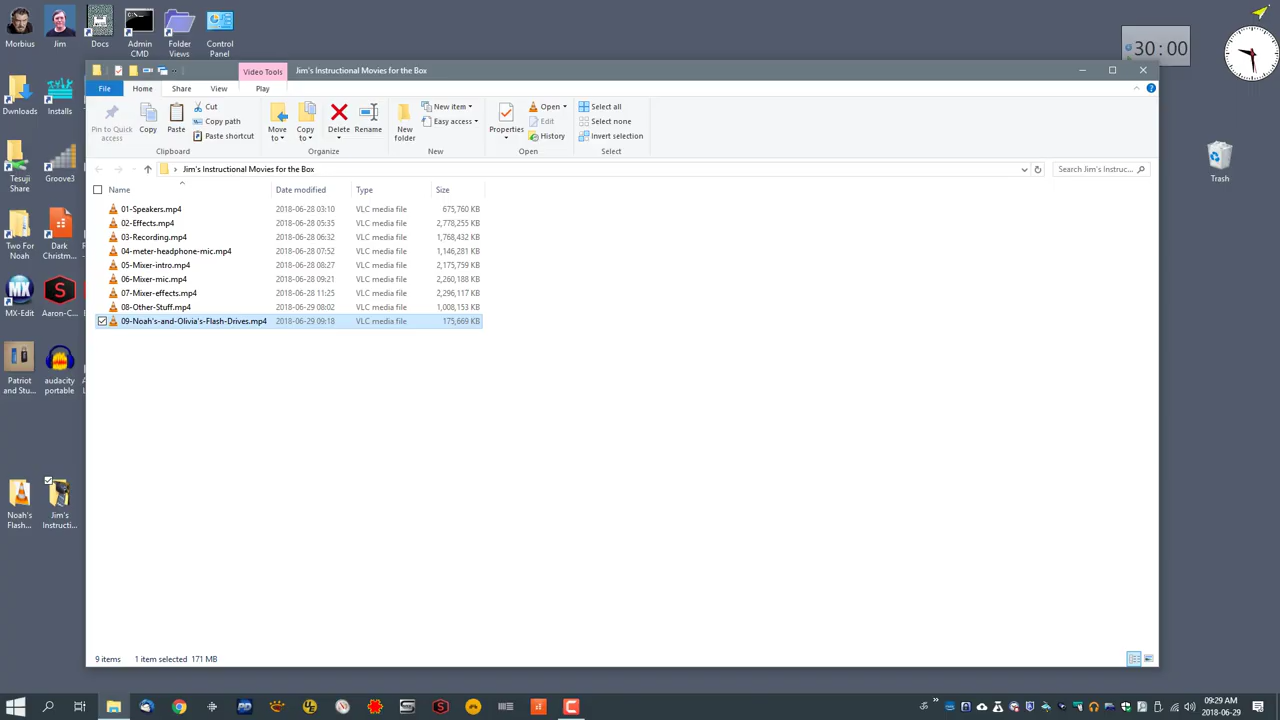 Morbius
Jim
Docs
Admin
CMD
Folder
Views
Control
Panel
30:00
Video Tools
Jim's Instructional Movies for the Box
File
Home
Share
View
Play
Pin to Quick
access
Copy
Paste
Cut
Copy path
Paste shortcut
Clipboard
Move
to
Copy
to
Delete
Rename
Organize
New
folder
New item
Easy access
New
Properties
Open
Edit
History
Open
Select all
Select none
Invert selection
Select
Dwnloads
Installs
Jim's Instructional Movies for the Box
Search Jim's Instruc...
Trash
Tesuji
Share
Groove3
Name
Date modified
Type
Size
01-Speakers.mp4 2018-06-28 03:10 VLC media file 675,760 KB
02-Effects.mp4 2018-06-28 05:35 VLC media file 2,778,255 KB
03-Recording.mp4 2018-06-28 06:32 VLC media file 1,768,432 KB
04-meter-headphone-mic.mp4 2018-06-28 07:52 VLC media file 1,146,281 KB
05-Mixer-intro.mp4 2018-06-28 08:27 VLC media file 2,175,759 KB
06-Mixer-mic.mp4 2018-06-28 09:21 VLC media file 2,260,188 KB
07-Mixer-effects.mp4 2018-06-28 11:25 VLC media file 2,296,117 KB
08-Other-Stuff.mp4 2018-06-29 08:02 VLC media file 1,008,153 KB
09-Noah's-and-Olivia's-Flash-Drives.mp4 2018-06-29 09:18 VLC media file 175,669 KB
Two For
Noah
Dark
Christm...
MX
MX-Edit
Aaron-C...
Patriot
and Stu...
audacity
portable
Noah's
Flash...
Jim's
Instructi...
9 items
1 item selected 171 MB
09:29 AM
2018-06-29